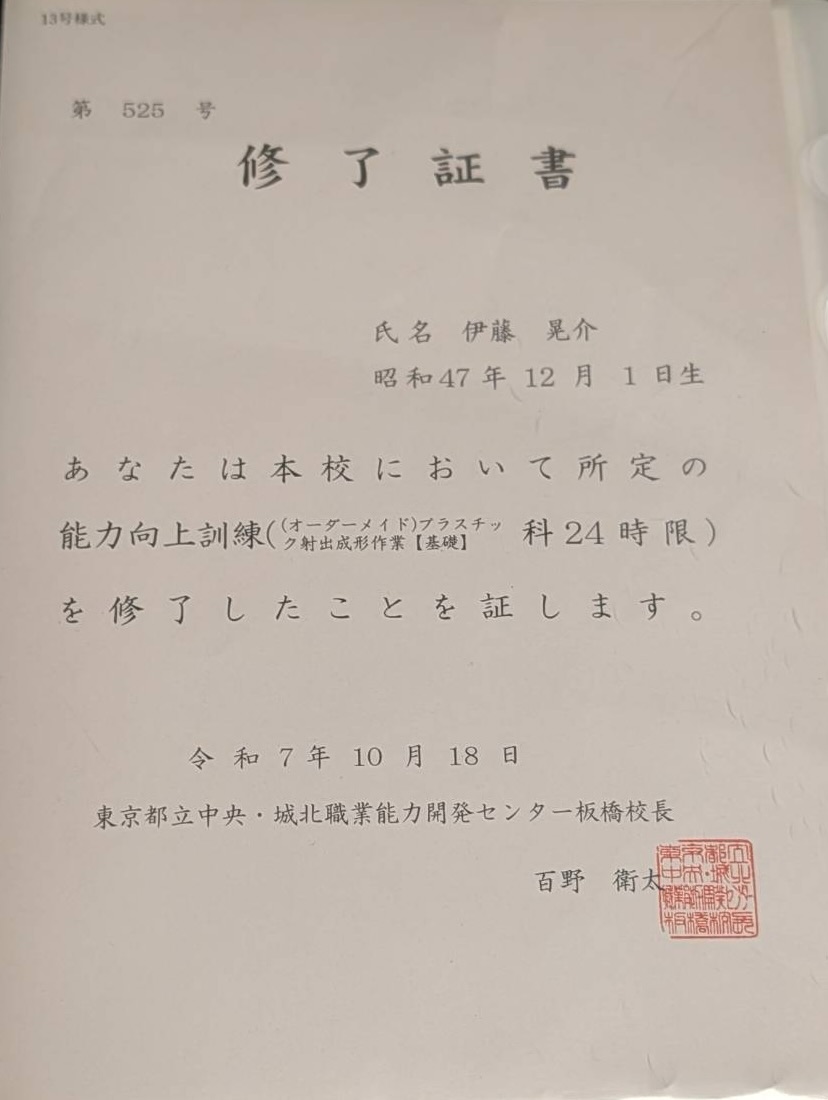 13号様式
第 525 号
修了証書
氏名 伊藤 晃介
昭和47年 12月 1日生
あなたは本校において所定の
能力向上訓練((オーダーメイド)プラスチッ
ク射出成形作業【基礎】 科24時限)
を修了したことを証します。
令和7年10月18日
東京都立中央・城北職業能力開発センター板橋校長
百野 衛太